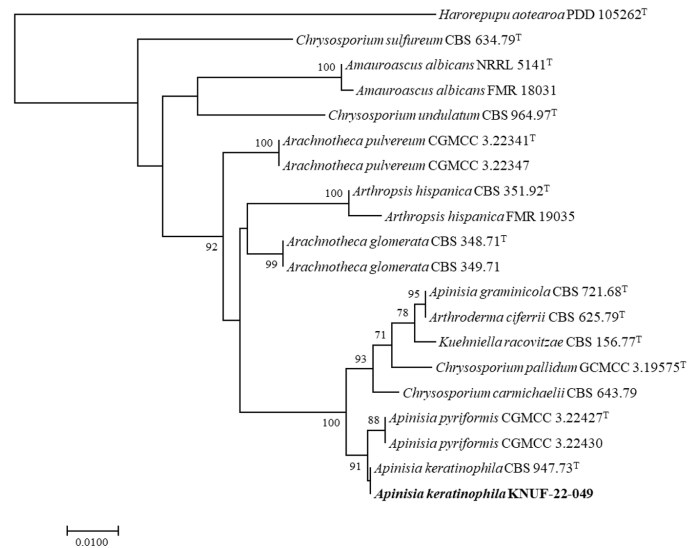 Harorepupu aotearoa PDD 105262T
Chrysosporium sulfureum CBS 634.79T
100 Amauroascus albicans NRRL 5141T
Amauroascus albicans FMR 18031
Chrysosporium undulatum CBS 964.97T
100 Arachnotheca pulvereum CGMCC 3.22341T
Arachnotheca pulvereum CGMCC 3.22347
100 Arthropsis hispanica CBS 351.92T
Arthropsis hispanica FMR 19035
92 Arachnotheca glomerata CBS 348.71T
99 Arachnotheca glomerata CBS 349.71
95 Apinisia graminicola CBS 721.68T
78 Arthroderma ciferrii CBS 625.79T
71 Kuehniella racovitzae CBS 156.77T
93 Chrysosporium pallidum GCMCC 3.19575T
Chrysosporium carmichaelii CBS 643.79
100 88 Apinisia pyriformis CGMCC 3.22427T
Apinisia pyriformis CGMCC 3.22430
91 Apinisia keratinophila CBS 947.73T
Apinisia keratinophila KNUF-22-049
0.0100